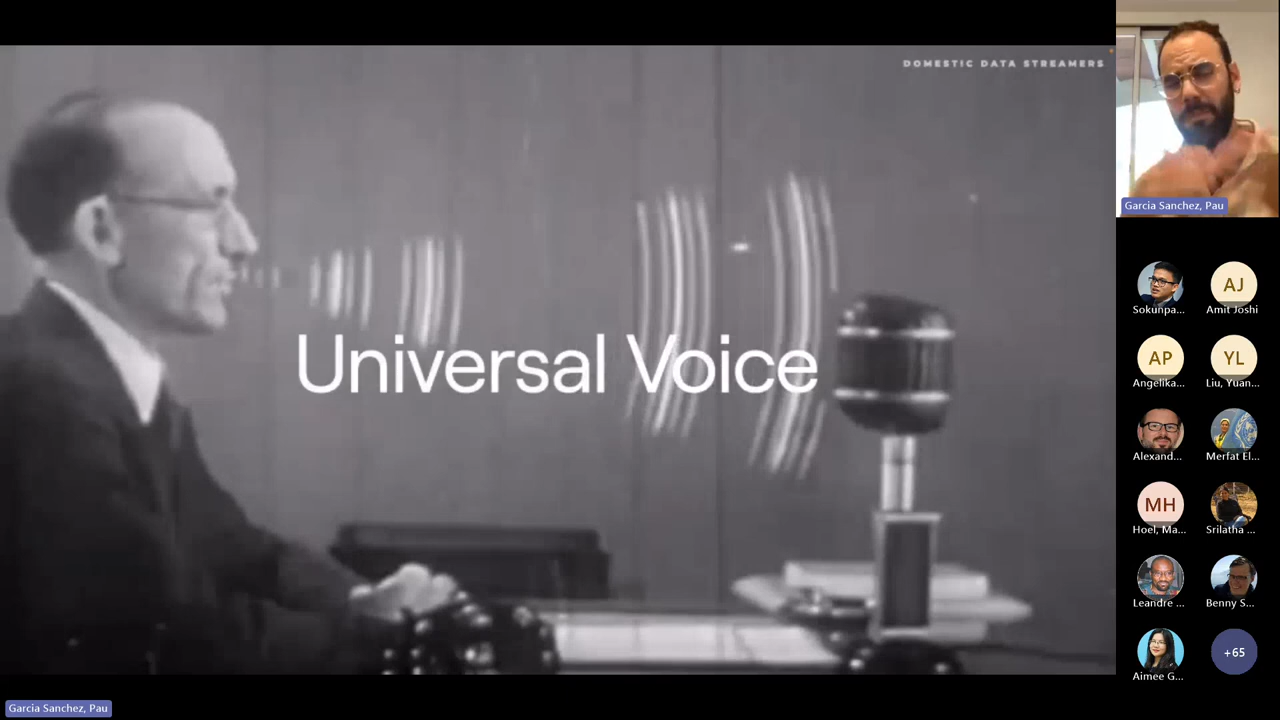 DOMESTIC DATA STREAMERS
Universal Voice
Garcia Sanchez, Pau
Sokunpa...
AJ
Amit Joshi
AP
Angelika...
YL
Liu, Yuan...
Alexand...
Merfat El...
MH
Hoel, Ma...
Srilatha ...
Leandre ...
Benny S...
Aimee G...
+65
Garcia Sanchez, Pau